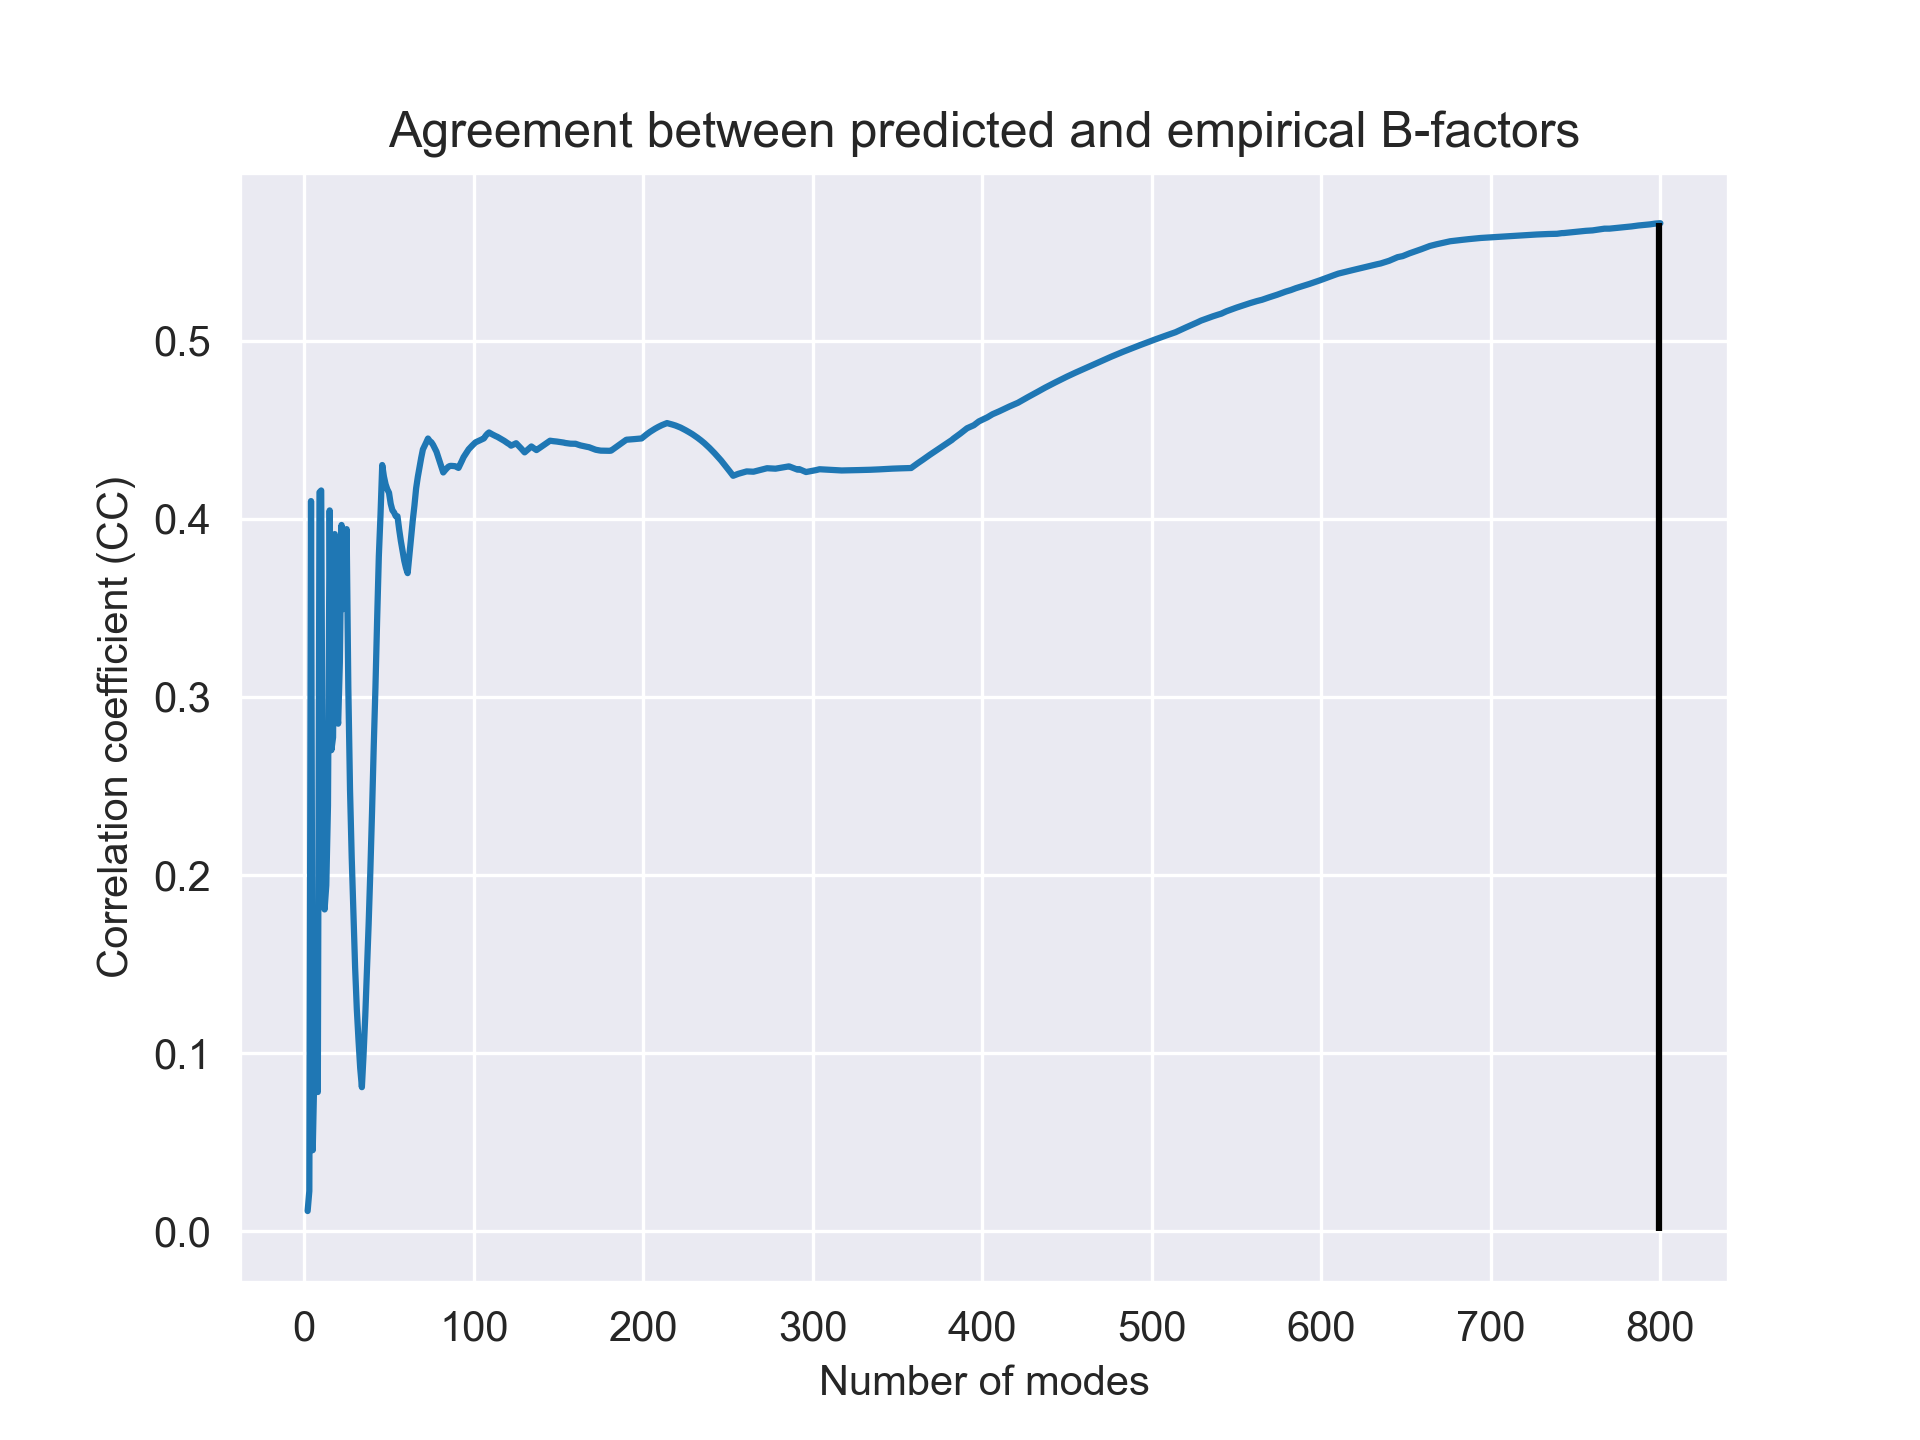 Agreement between predicted and empirical B-factors
Correlation coefficient (CC)
0.5
0.4
0.3
0.2
0.1
0.0
0 100 200 300 400 500 600 700 800
Number of modes